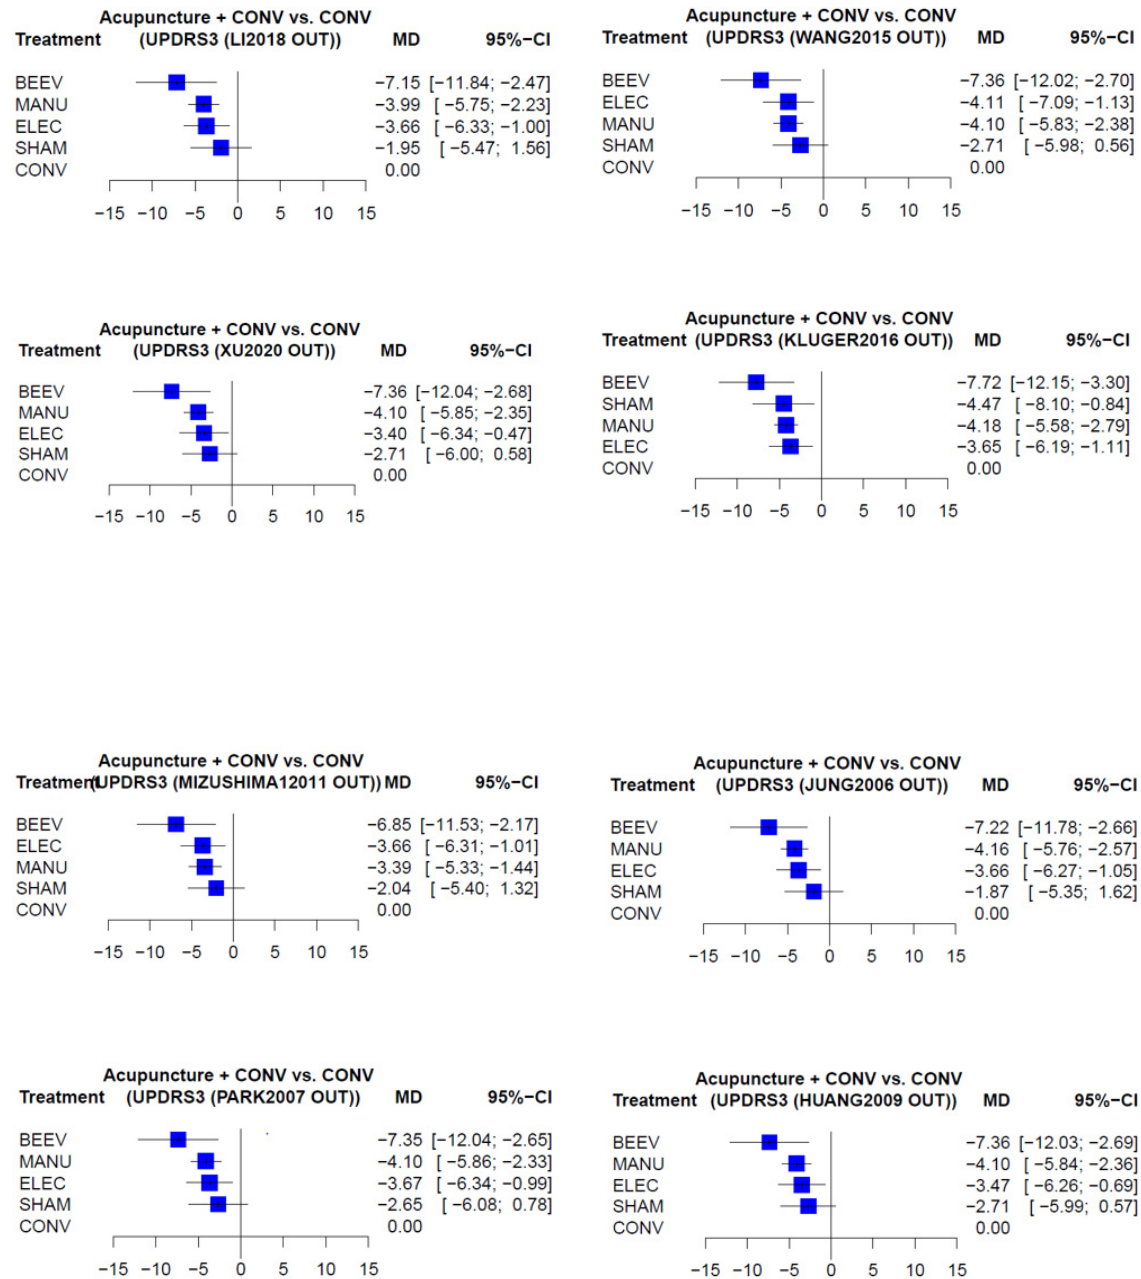 Acupuncture + CONV vs. CONV
Treatment (UPDRS3 (LI2018 OUT)) MD 95%−CI
BEEV −7.15 [−11.84; −2.47]
MANU −3.99 [ −5.75; −2.23]
ELEC −3.66 [ −6.33; −1.00]
SHAM −1.95 [ −5.47; 1.56]
CONV 0.00
−15 −10 −5 0 5 10 15
Acupuncture + CONV vs. CONV
Treatment (UPDRS3 (WANG2015 OUT)) MD 95%−CI
BEEV −7.36 [−12.02; −2.70]
ELEC −4.11 [ −7.09; −1.13]
MANU −4.10 [ −5.83; −2.38]
SHAM −2.71 [ −5.98; 0.56]
CONV 0.00
−15 −10 −5 0 5 10 15
Acupuncture + CONV vs. CONV
Treatment (UPDRS3 (XU2020 OUT)) MD 95%−CI
BEEV −7.36 [−12.04; −2.68]
MANU −4.10 [ −5.85; −2.35]
ELEC −3.40 [ −6.34; −0.47]
SHAM −2.71 [ −6.00; 0.58]
CONV 0.00
−15 −10 −5 0 5 10 15
Acupuncture + CONV vs. CONV
Treatment (UPDRS3 (KLUGER2016 OUT)) MD 95%−CI
BEEV −7.72 [−12.15; −3.30]
SHAM −4.47 [ −8.10; −0.84]
MANU −4.18 [ −5.58; −2.79]
ELEC −3.65 [ −6.19; −1.11]
CONV 0.00
−15 −10 −5 0 5 10 15
Acupuncture + CONV vs. CONV
Treatment (UPDRS3 (MIZUSHIMA12011 OUT)) MD 95%−CI
BEEV −6.85 [−11.53; −2.17]
ELEC −3.66 [ −6.31; −1.01]
MANU −3.39 [ −5.33; −1.44]
SHAM −2.04 [ −5.40; 1.32]
CONV 0.00
−15 −10 −5 0 5 10 15
Acupuncture + CONV vs. CONV
Treatment (UPDRS3 (JUNG2006 OUT)) MD 95%−CI
BEEV −7.22 [−11.78; −2.66]
MANU −4.16 [ −5.76; −2.57]
ELEC −3.66 [ −6.27; −1.05]
SHAM −1.87 [ −5.35; 1.62]
CONV 0.00
−15 −10 −5 0 5 10 15
Acupuncture + CONV vs. CONV
Treatment (UPDRS3 (PARK2007 OUT)) MD 95%−CI
BEEV −7.35 [−12.04; −2.65]
MANU −4.10 [ −5.86; −2.33]
ELEC −3.67 [ −6.34; −0.99]
SHAM −2.65 [ −6.08; 0.78]
CONV 0.00
−15 −10 −5 0 5 10 15
Acupuncture + CONV vs. CONV
Treatment (UPDRS3 (HUANG2009 OUT)) MD 95%−CI
BEEV −7.36 [−12.03; −2.69]
MANU −4.10 [ −5.84; −2.36]
ELEC −3.47 [ −6.26; −0.69]
SHAM −2.71 [ −5.99; 0.57]
CONV 0.00
−15 −10 −5 0 5 10 15